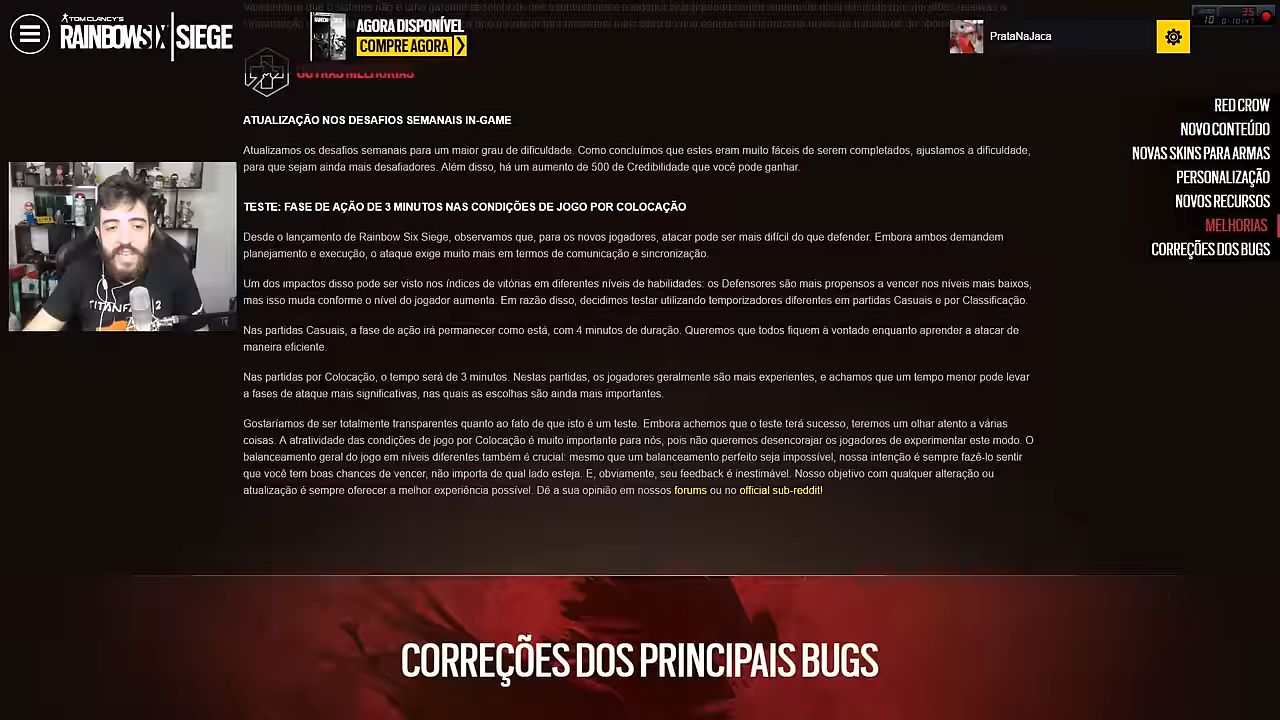 TOM CLANCY'S
RAINBOW SIX SIEGE
AGORA DISPONÍVEL
COMPRE AGORA
PrataNaJaca
35
10 0:10:47
OUTRAS MELHORIAS
RED CROW
NOVO CONTEÚDO
NOVAS SKINS PARA ARMAS
PERSONALIZAÇÃO
NOVOS RECURSOS
MELHORIAS
CORREÇÕES DOS BUGS
ATUALIZAÇÃO NOS DESAFIOS SEMANAIS IN-GAME
Atualizamos os desafios semanais para um maior grau de dificuldade. Como concluímos que estes eram muito fáceis de serem completados, ajustamos a dificuldade,
para que sejam ainda mais desafiadores. Além disso, há um aumento de 500 de Credibilidade que você pode ganhar.
TESTE: FASE DE AÇÃO DE 3 MINUTOS NAS CONDIÇÕES DE JOGO POR COLOCAÇÃO
Desde o lançamento de Rainbow Six Siege, observamos que, para os novos jogadores, atacar pode ser mais difícil do que defender. Embora ambos demandem
planejamento e execução, o ataque exige muito mais em termos de comunicação e sincronização.
Um dos impactos disso pode ser visto nos índices de vitórias em diferentes níveis de habilidades: os Defensores são mais propensos a vencer nos níveis mais baixos,
mas isso muda conforme o nível do jogador aumenta. Em razão disso, decidimos testar utilizando temporizadores diferentes em partidas Casuais e por Classificação.
Nas partidas Casuais, a fase de ação irá permanecer como está, com 4 minutos de duração. Queremos que todos fiquem à vontade enquanto aprender a atacar de
maneira eficiente.
Nas partidas por Colocação, o tempo será de 3 minutos. Nestas partidas, os jogadores geralmente são mais experientes, e achamos que um tempo menor pode levar
a fases de ataque mais significativas, nas quais as escolhas são ainda mais importantes.
Gostaríamos de ser totalmente transparentes quanto ao fato de que isto é um teste. Embora achemos que o teste terá sucesso, teremos um olhar atento a várias
coisas. A atratividade das condições de jogo por Colocação é muito importante para nós, pois não queremos desencorajar os jogadores de experimentar este modo. O
balanceamento geral do jogo em níveis diferentes também é crucial: mesmo que um balanceamento perfeito seja impossível, nossa intenção é sempre fazê-lo sentir
que você tem boas chances de vencer, não importa de qual lado esteja. E, obviamente, seu feedback é inestimável. Nosso objetivo com qualquer alteração ou
atualização é sempre oferecer a melhor experiência possível. Dê a sua opinião em nossos forums ou no official sub-reddit!
TITANFALL 2
CORREÇÕES DOS PRINCIPAIS BUGS